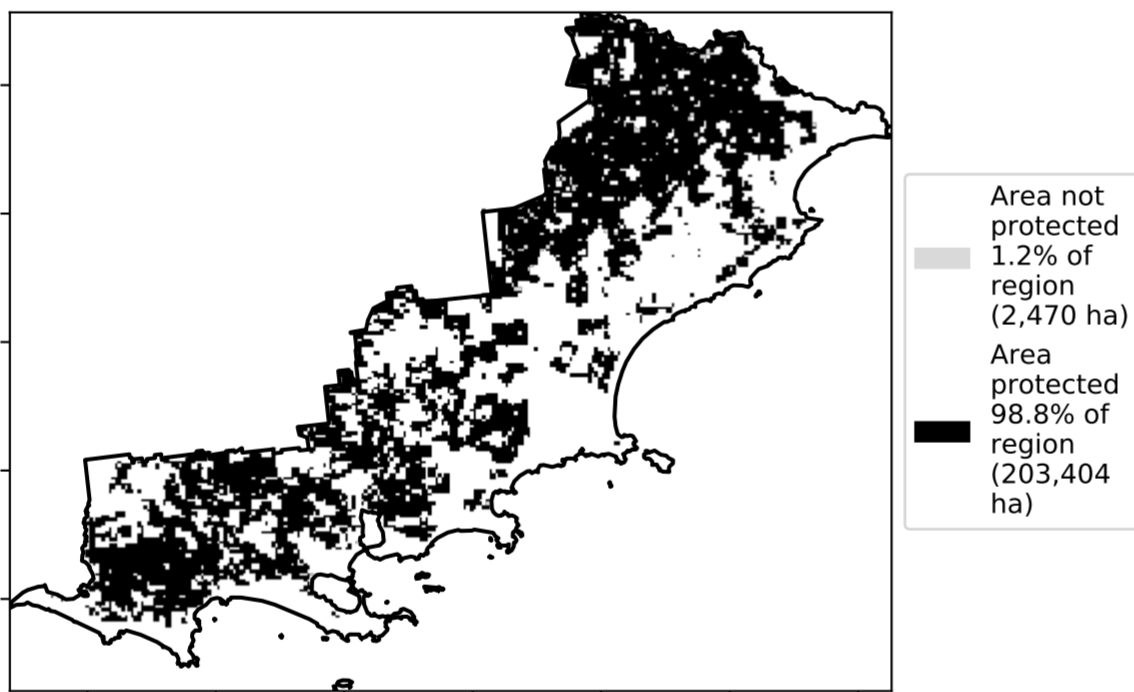 Area not
protected
1.2% of
region
(2,470 ha)
Area
protected
98.8% of
region
(203,404
ha)